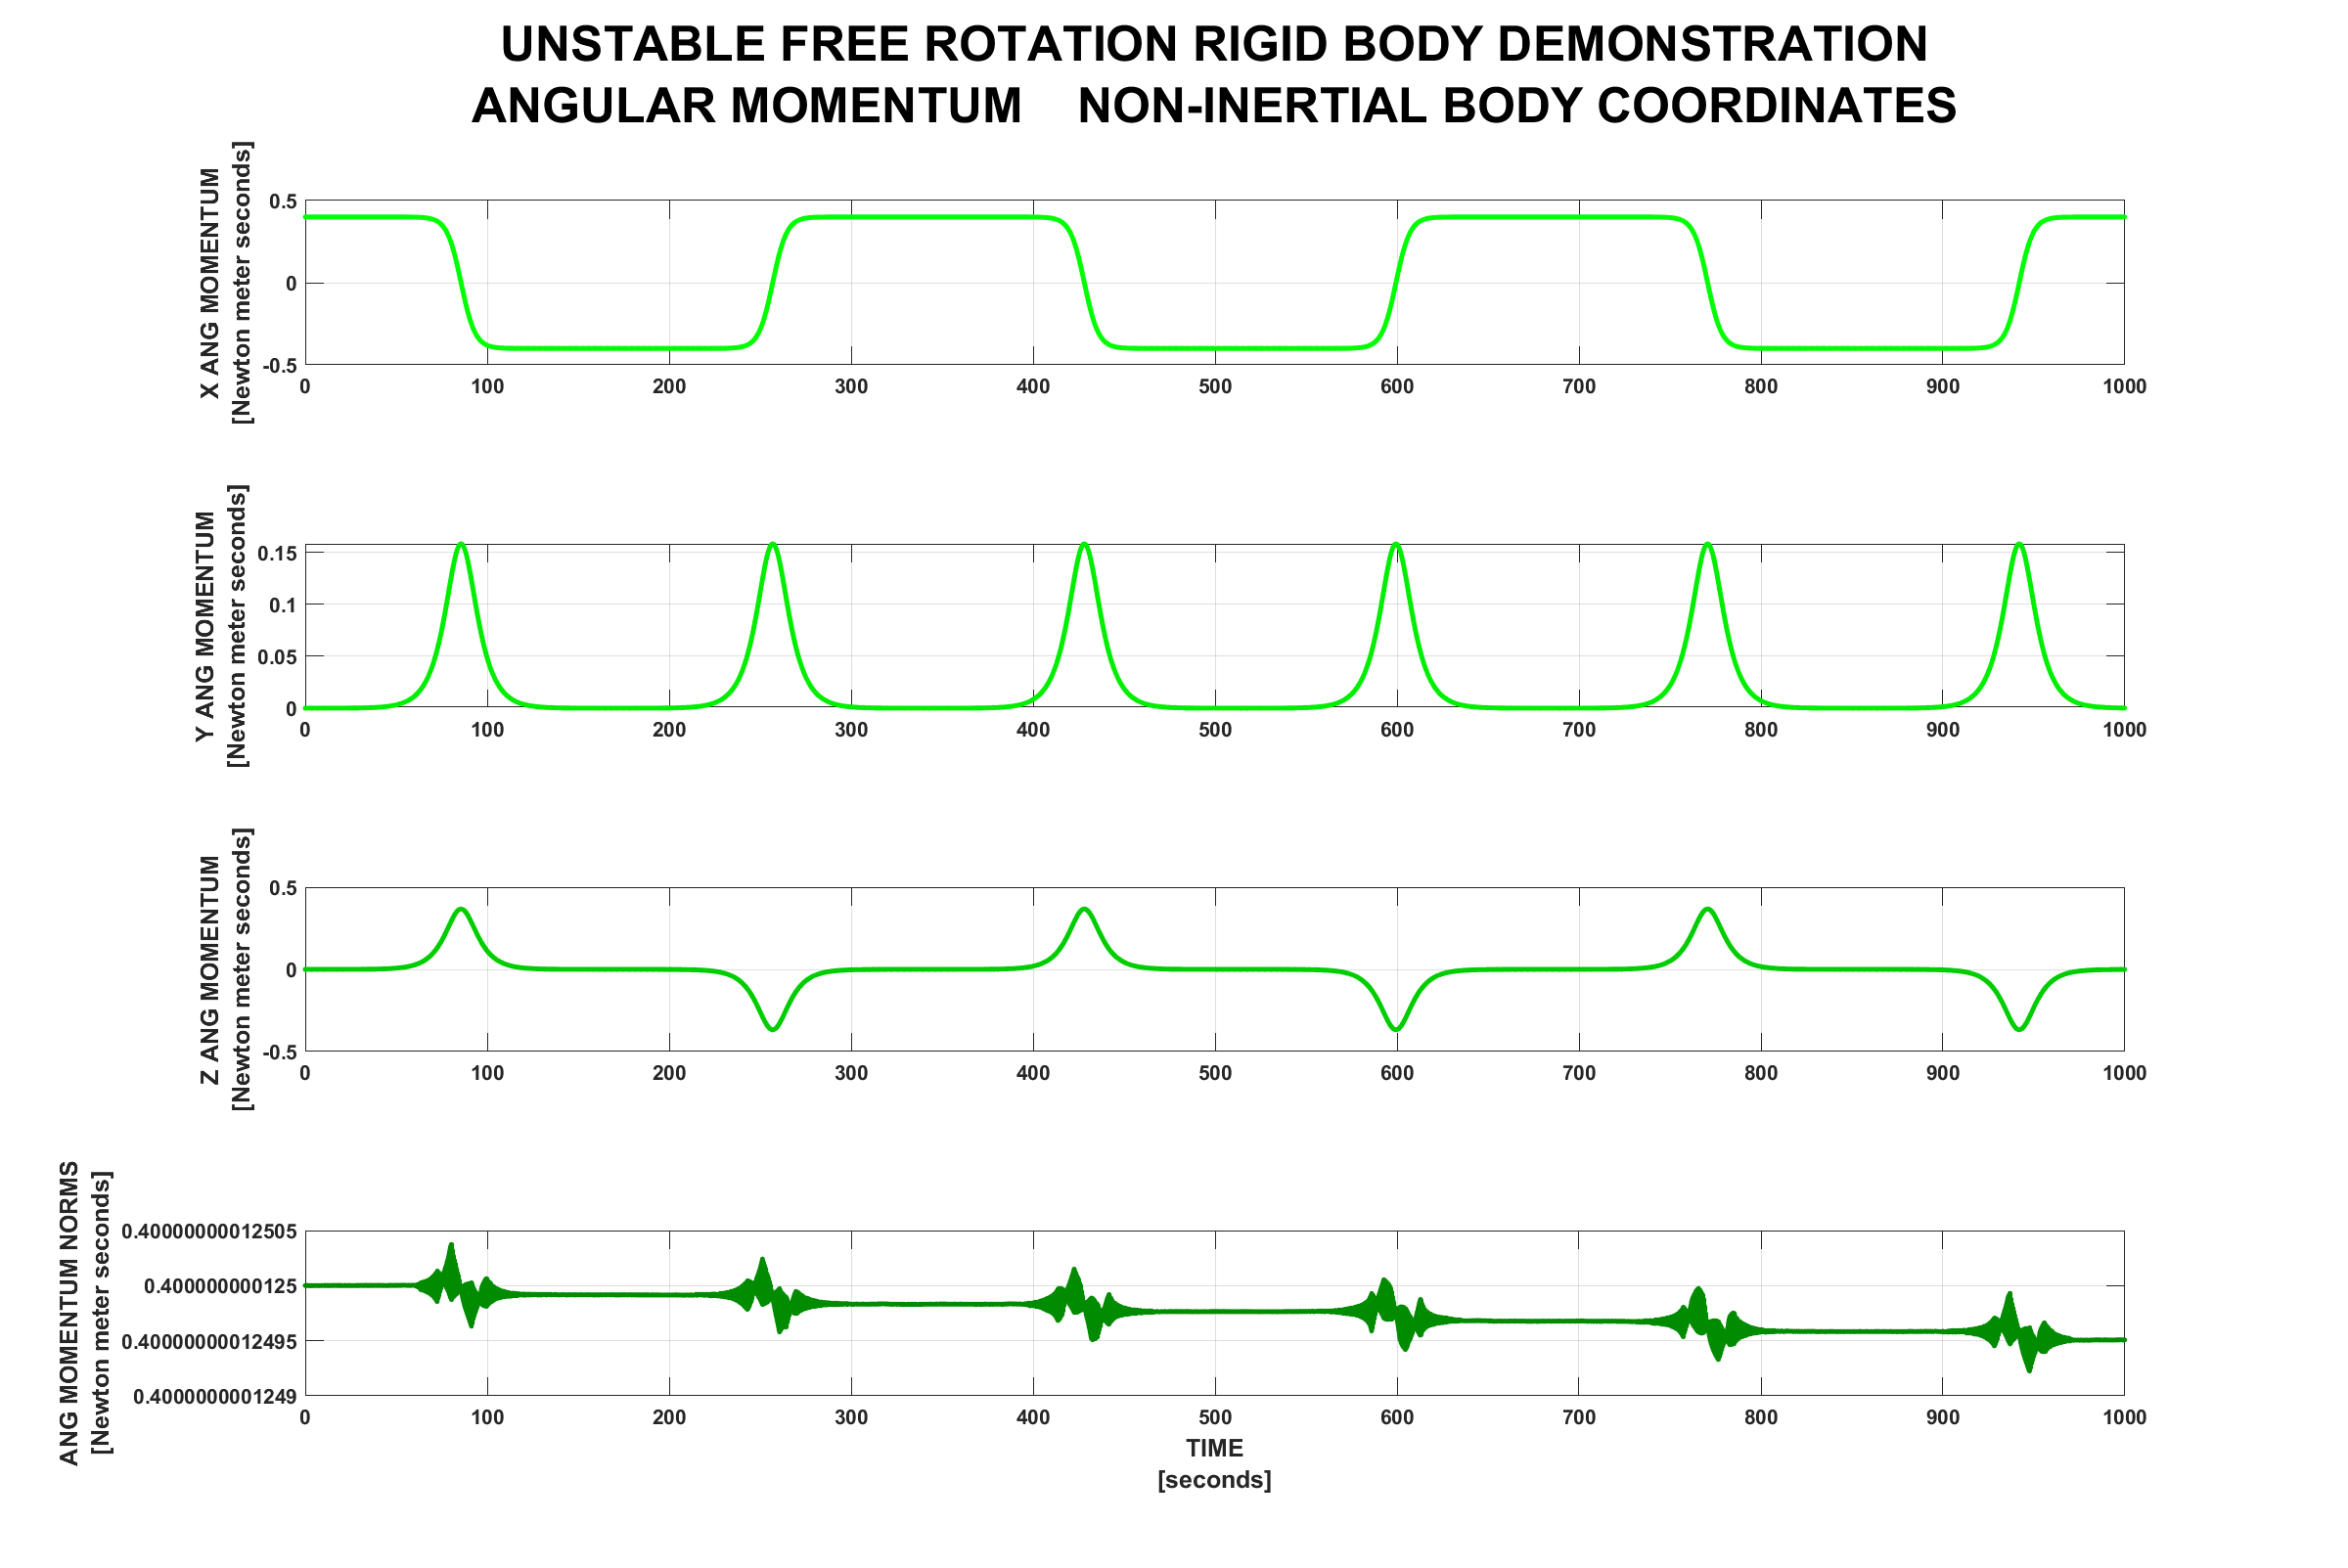 UNSTABLE FREE ROTATION RIGID BODY DEMONSTRATION
ANGULAR MOMENTUM    NON-INERTIAL BODY COORDINATES
X ANG MOMENTUM
[Newton meter seconds]
0.5
0
-0.5
0 100 200 300 400 500 600 700 800 900 1000
Y ANG MOMENTUM
[Newton meter seconds]
0.15
0.1
0.05
0
0 100 200 300 400 500 600 700 800 900 1000
Z ANG MOMENTUM
[Newton meter seconds]
0.5
0
-0.5
0 100 200 300 400 500 600 700 800 900 1000
ANG MOMENTUM NORMS
[Newton meter seconds]
0.40000000012505
0.400000000125
0.40000000012495
0.4000000001249
0 100 200 300 400 500 600 700 800 900 1000
TIME
[seconds]